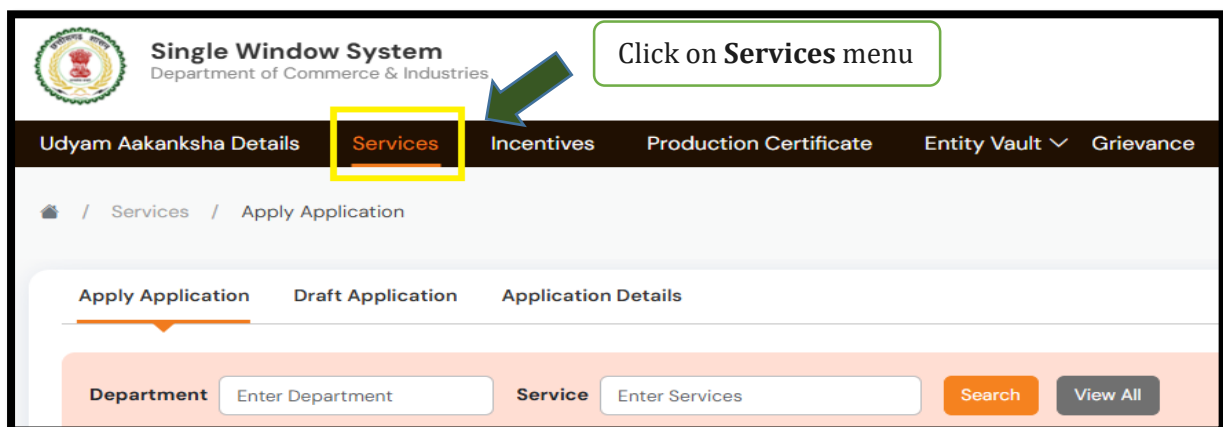 Single Window System
Department of Commerce & Industries
Click on Services menu
Udyam Aakanksha Details Services Incentives Production Certificate Entity Vault Grievance
/ Services / Apply Application
Apply Application Draft Application Application Details
Department Enter Department Service Enter Services Search View All